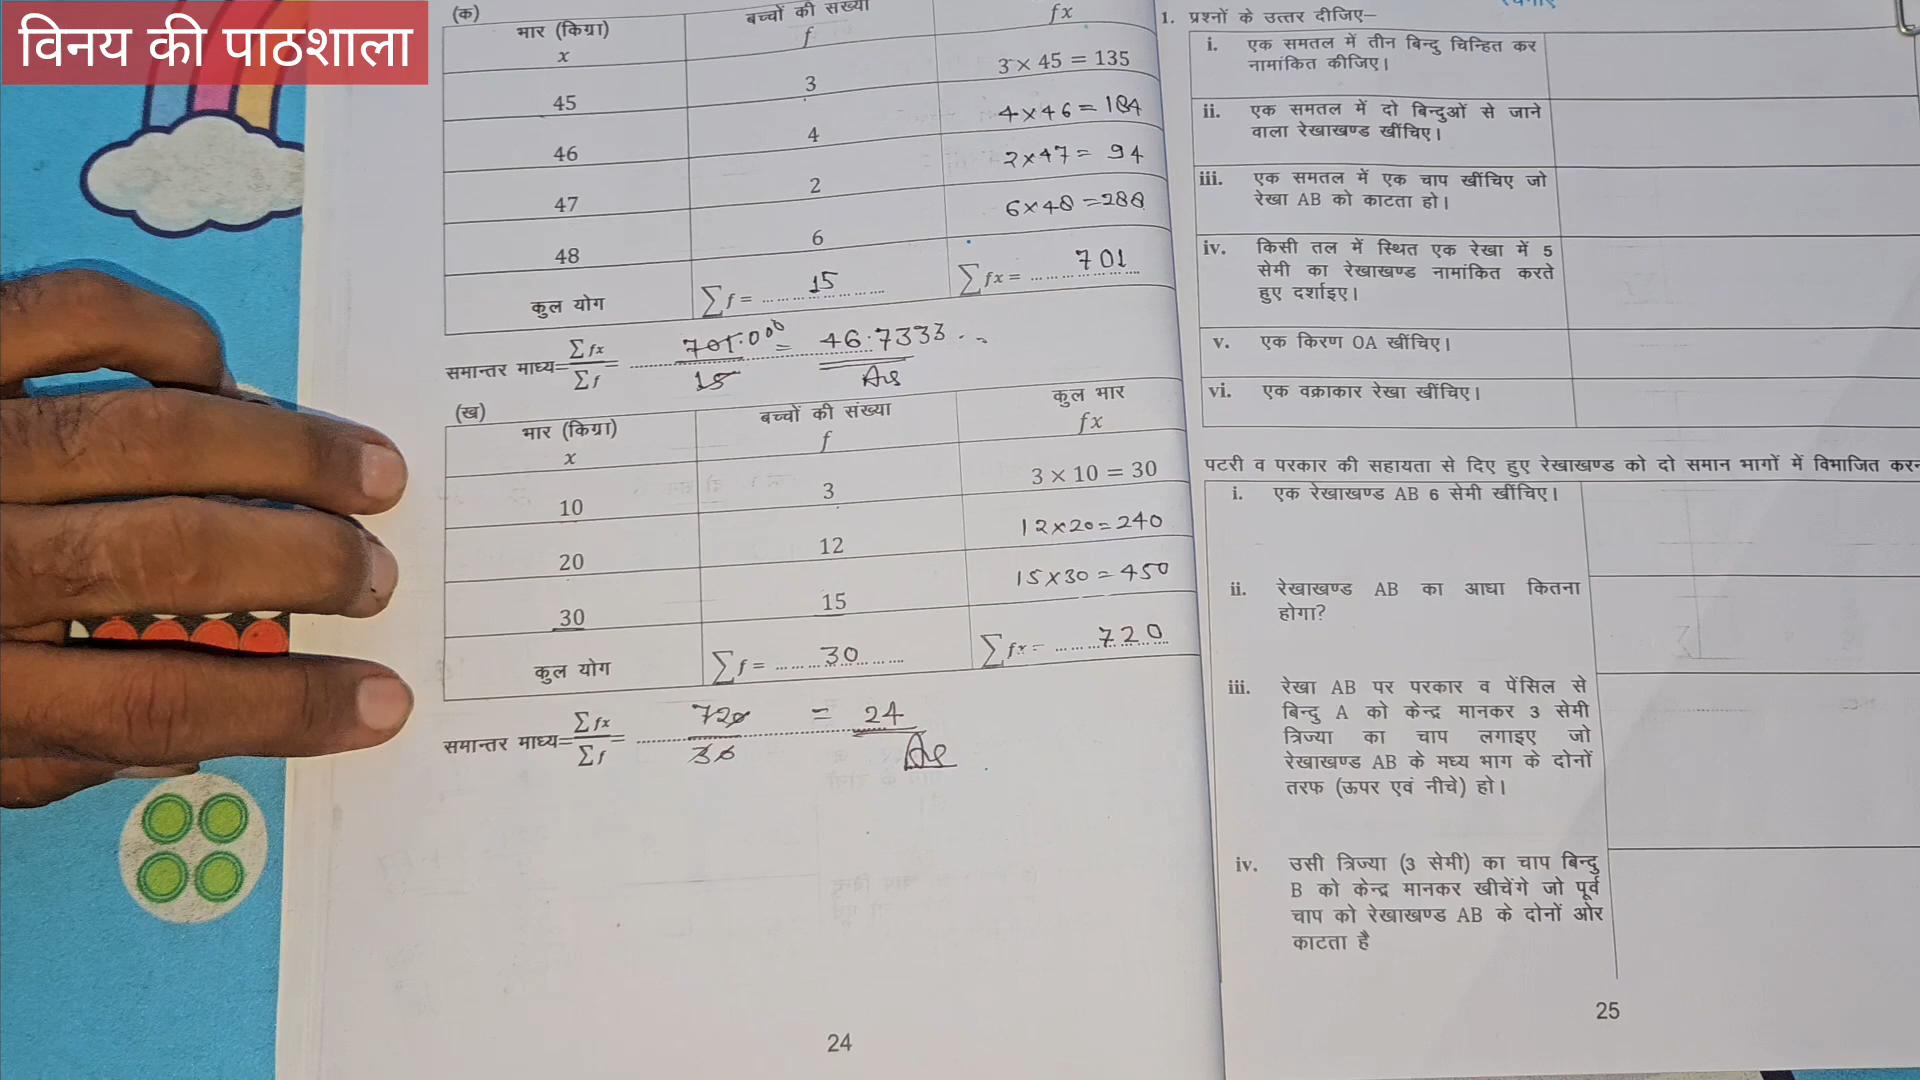 विनय की पाठशाला
(क)
भार (किग्रा)
x
बच्चों की संख्या
f
fx
45
3
3 × 45 = 135
46
4
4 × 46 = 184
47
2
2 × 47 = 94
48
6
6 × 48 = 288
कुल योग
∑f = ...... 15 ......
∑fx = ...... 701 ......
समान्तर माध्य=∑fx/∑f= 701.000/15 = 46.7333..
Ans
(ख)
भार (किग्रा)
x
बच्चों की संख्या
f
कुल भार
fx
10
3
3 × 10 = 30
20
12
12 × 20 = 240
30
15
15 × 30 = 450
कुल योग
∑f = ...... 30 ......
∑fx = ...... 720 ......
समान्तर माध्य=∑fx/∑f= 720/30 = 24
Ans
24
1. प्रश्नों के उत्तर दीजिए–
i. एक समतल में तीन बिन्दु चिन्हित कर
नामांकित कीजिए।
ii. एक समतल में दो बिन्दुओं से जाने
वाला रेखाखण्ड खींचिए।
iii. एक समतल में एक चाप खींचिए जो
रेखा AB को काटता हो।
iv. किसी तल में स्थित एक रेखा में 5
सेमी का रेखाखण्ड नामांकित करते
हुए दर्शाइए।
v. एक किरण OA खींचिए।
vi. एक वक्राकार रेखा खींचिए।
पटरी व परकार की सहायता से दिए हुए रेखाखण्ड को दो समान भागों में विभाजित
i. एक रेखाखण्ड AB 6 सेमी खींचिए।
ii. रेखाखण्ड AB का आधा कितना
होगा?
iii. रेखा AB पर परकार व पेंसिल से
बिन्दु A को केन्द्र मानकर 3 सेमी
त्रिज्या का चाप लगाइए जो
रेखाखण्ड AB के मध्य भाग के दोनों
तरफ (ऊपर एवं नीचे) हो।
iv. उसी त्रिज्या (3 सेमी) का चाप बिन्दु
B को केन्द्र मानकर खीचेंगे जो पूर्व
चाप को रेखाखण्ड AB के दोनों ओर
काटता है
25